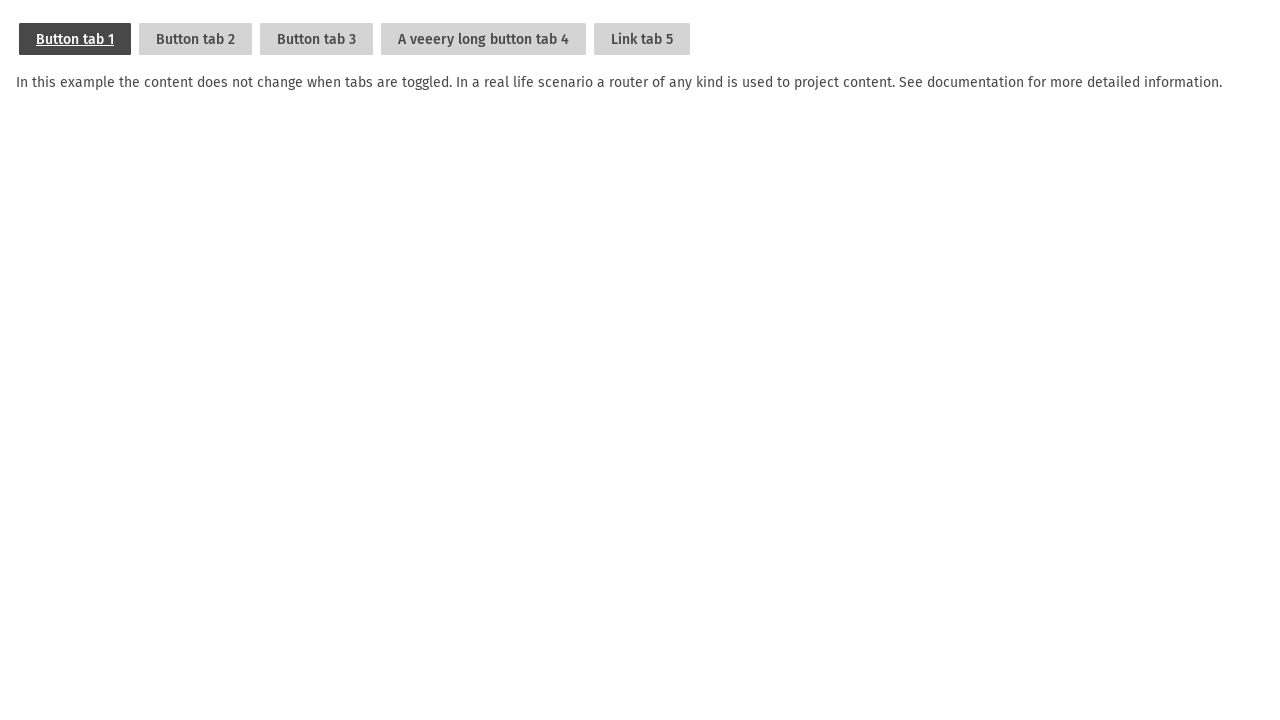 Button tab 1 Button tab 2 Button tab 3 A veeery long button tab 4 Link tab 5
In this example the content does not change when tabs are toggled. In a real life scenario a router of any kind is used to project content. See documentation for more detailed information.